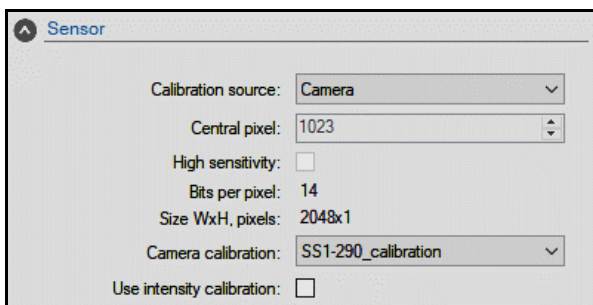 Sensor
Calibration source: Camera
Central pixel: 1023
High sensitivity:
Bits per pixel: 14
Size WxH, pixels: 2048x1
Camera calibration: SS1-290_calibration
Use intensity calibration: